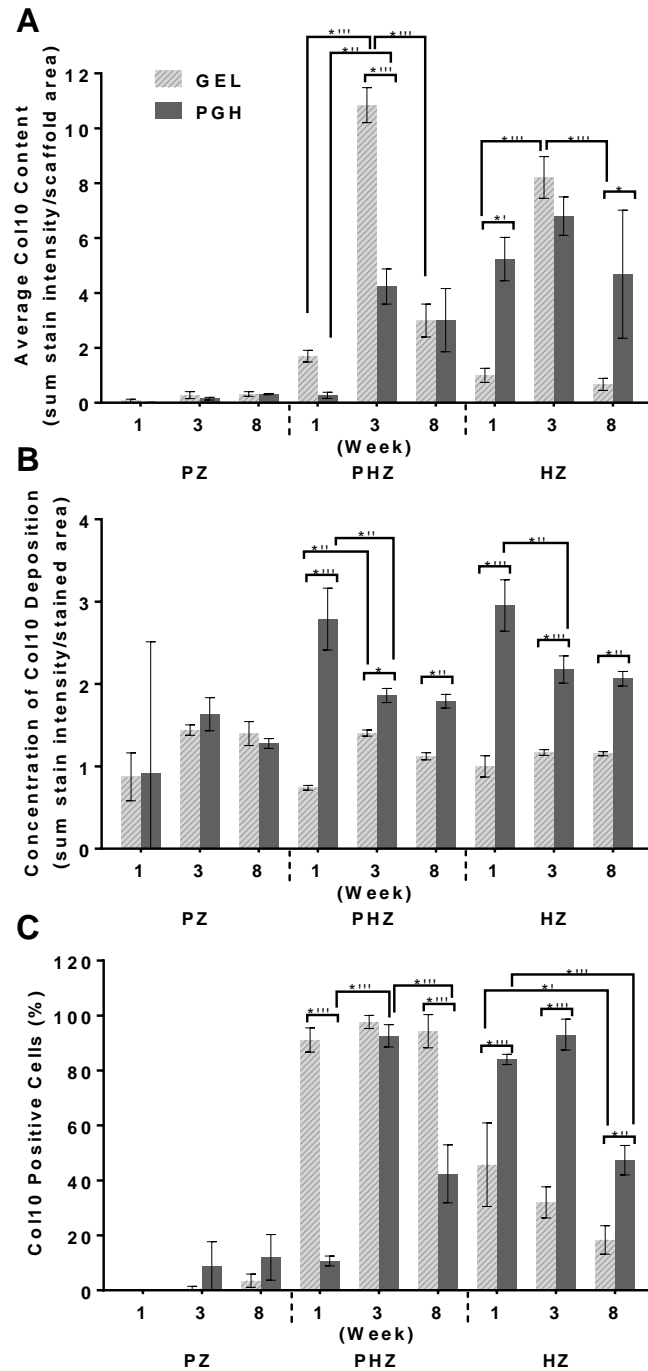 A
*''' *'''
*''
*'''
GEL
PGH
*''' *'''
*'
*
Average Col10 Content
(sum stain intensity/scaffold area)
12
10
8
6
4
2
0
1 3 8 1 3 8 1 3 8
(Week)
PZ PHZ HZ
B
*''
*''
*'''
*
*''
*''
*'''
*'''
*''
Concentration of Col10 Deposition
(sum stain intensity/stained area)
4
3
2
1
0
1 3 8 1 3 8 1 3 8
(Week)
PZ PHZ HZ
C
*'''
*'''
*'''
*'''
*'''
*'
*'''
*'''
*''
Col10 Positive Cells (%)
120
100
80
60
40
20
0
1 3 8 1 3 8 1 3 8
(Week)
PZ PHZ HZ